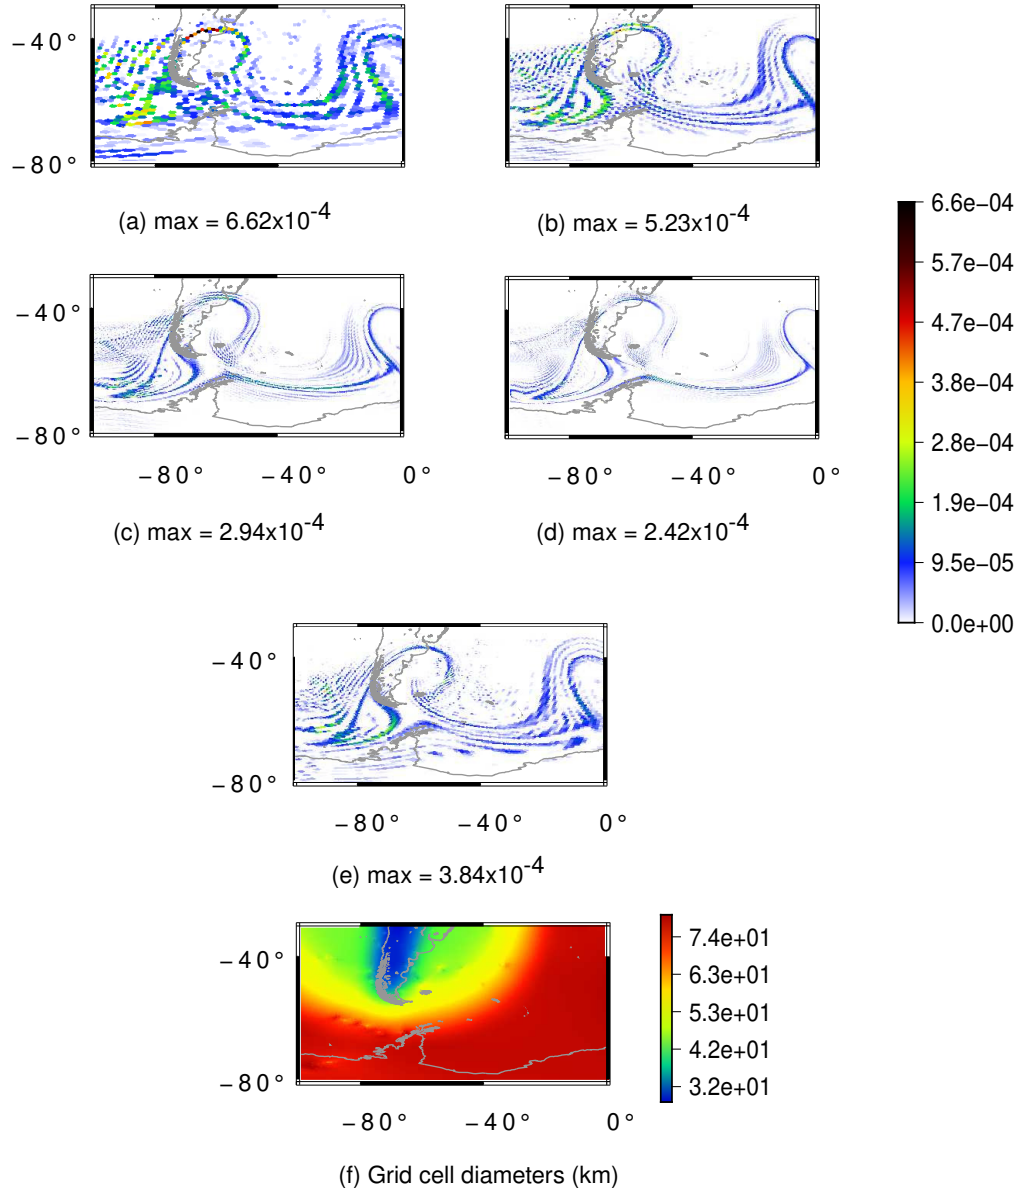 −40°
−80°
(a) max = 6.62x10-4
(b) max = 5.23x10-4
−40°
−80°
−80° −40° 0°
−80° −40° 0°
(c) max = 2.94x10-4
(d) max = 2.42x10-4
6.6e−04
5.7e−04
4.7e−04
3.8e−04
2.8e−04
1.9e−04
9.5e−05
0.0e+00
−40°
−80°
−80° −40° 0°
(e) max = 3.84x10-4
−40°
−80°
−80° −40° 0°
7.4e+01
6.3e+01
5.3e+01
4.2e+01
3.2e+01
(f) Grid cell diameters (km)